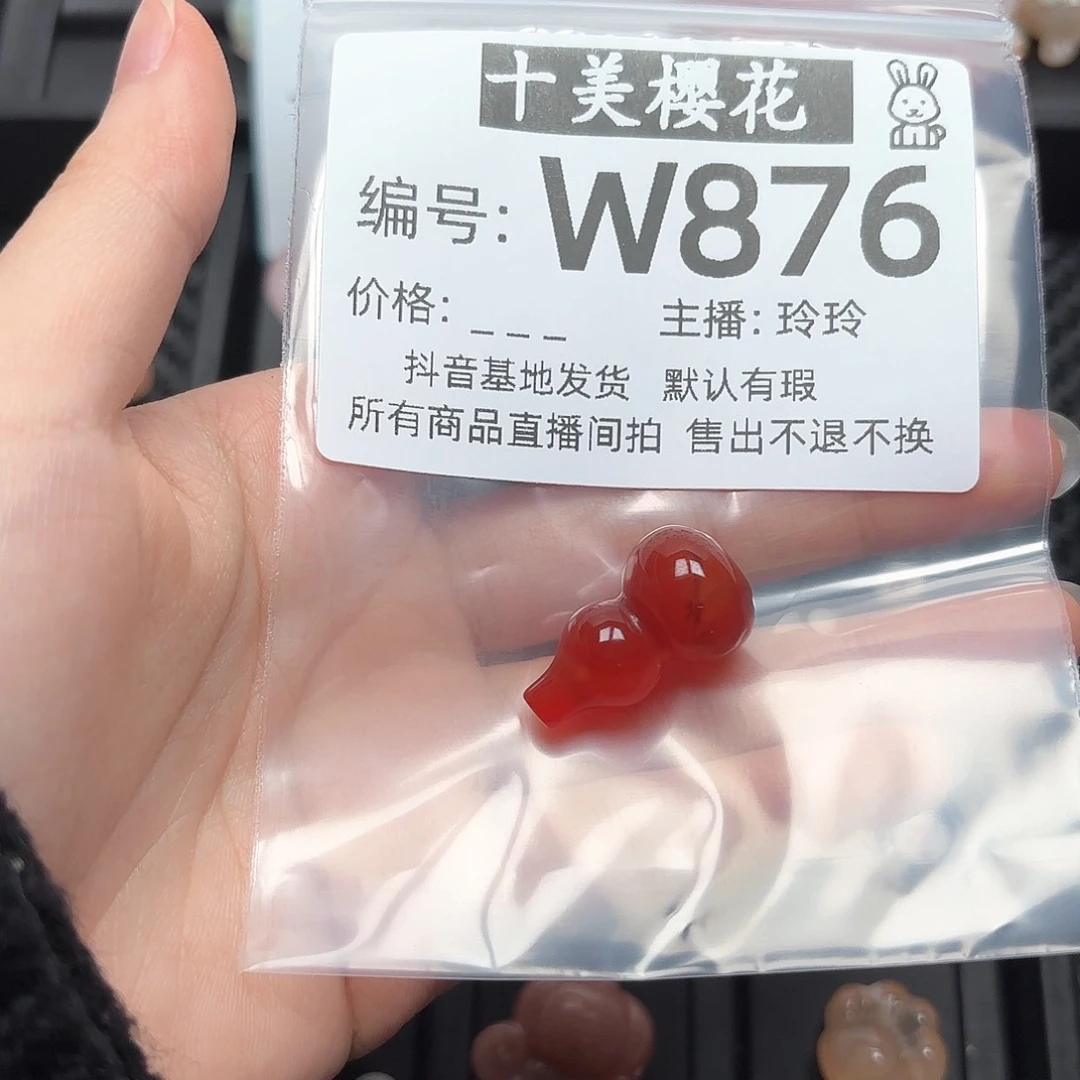 十美樱花
编号: W876
价格: _ _ _ 主播: 玲玲
抖音基地发货 默认有瑕
所有商品直播间拍 售出不退不换